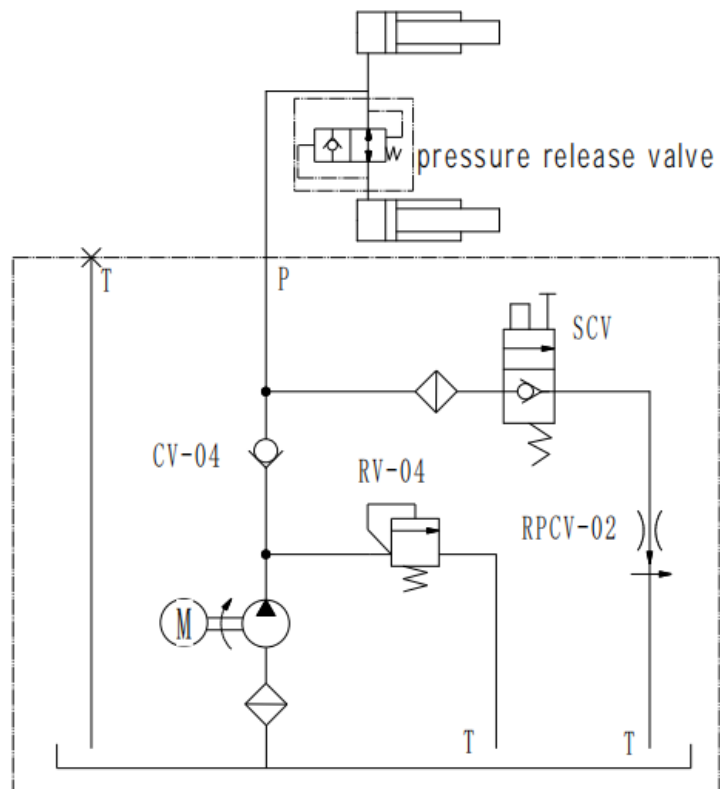 pressure release valve
T
P
SCV
CV-04
RV-04
RPCV-02
M
T
T